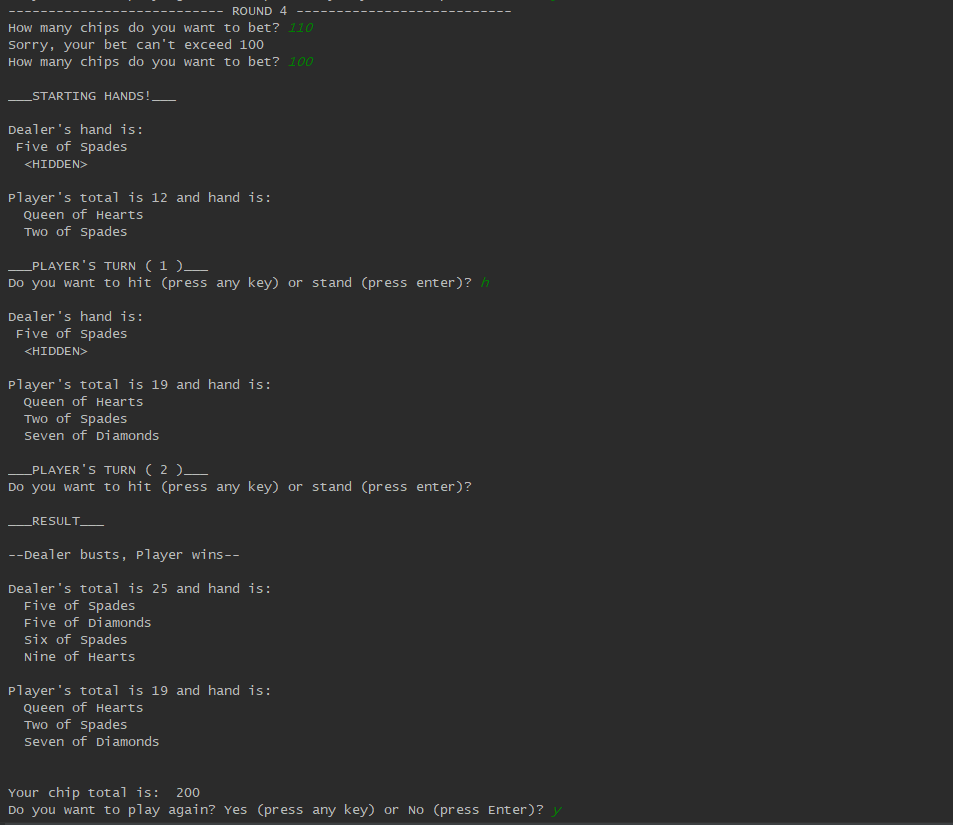 --------------------------- ROUND 4 ---------------------------
How many chips do you want to bet? 110
Sorry, your bet can't exceed 100
How many chips do you want to bet? 100
___STARTING HANDS!___
Dealer's hand is:
Five of Spades
<HIDDEN>
Player's total is 12 and hand is:
Queen of Hearts
Two of Spades
___PLAYER'S TURN ( 1 )___
Do you want to hit (press any key) or stand (press enter)? h
Dealer's hand is:
Five of Spades
<HIDDEN>
Player's total is 19 and hand is:
Queen of Hearts
Two of Spades
Seven of Diamonds
___PLAYER'S TURN ( 2 )___
Do you want to hit (press any key) or stand (press enter)?
___RESULT___
--Dealer busts, Player wins--
Dealer's total is 25 and hand is:
Five of Spades
Five of Diamonds
Six of Spades
Nine of Hearts
Player's total is 19 and hand is:
Queen of Hearts
Two of Spades
Seven of Diamonds
Your chip total is:  200
Do you want to play again? Yes (press any key) or No (press Enter)? y